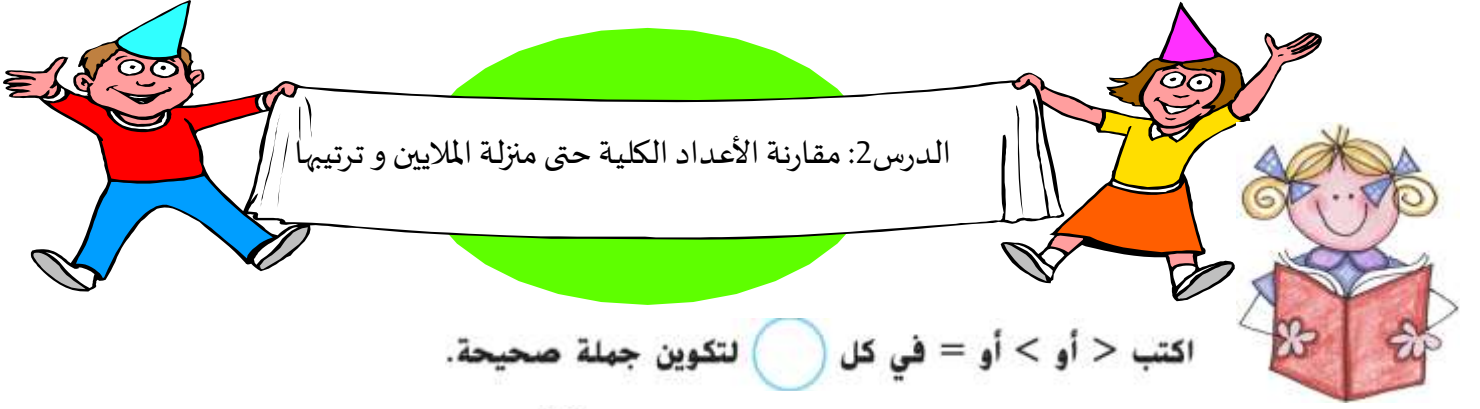 الدرس2: مقارنة الأعداد الكلية حتى منزلة الملايين و ترتيبها
اكتب < أو > أو = في كل ◯ لتكوين جملة صحيحة.